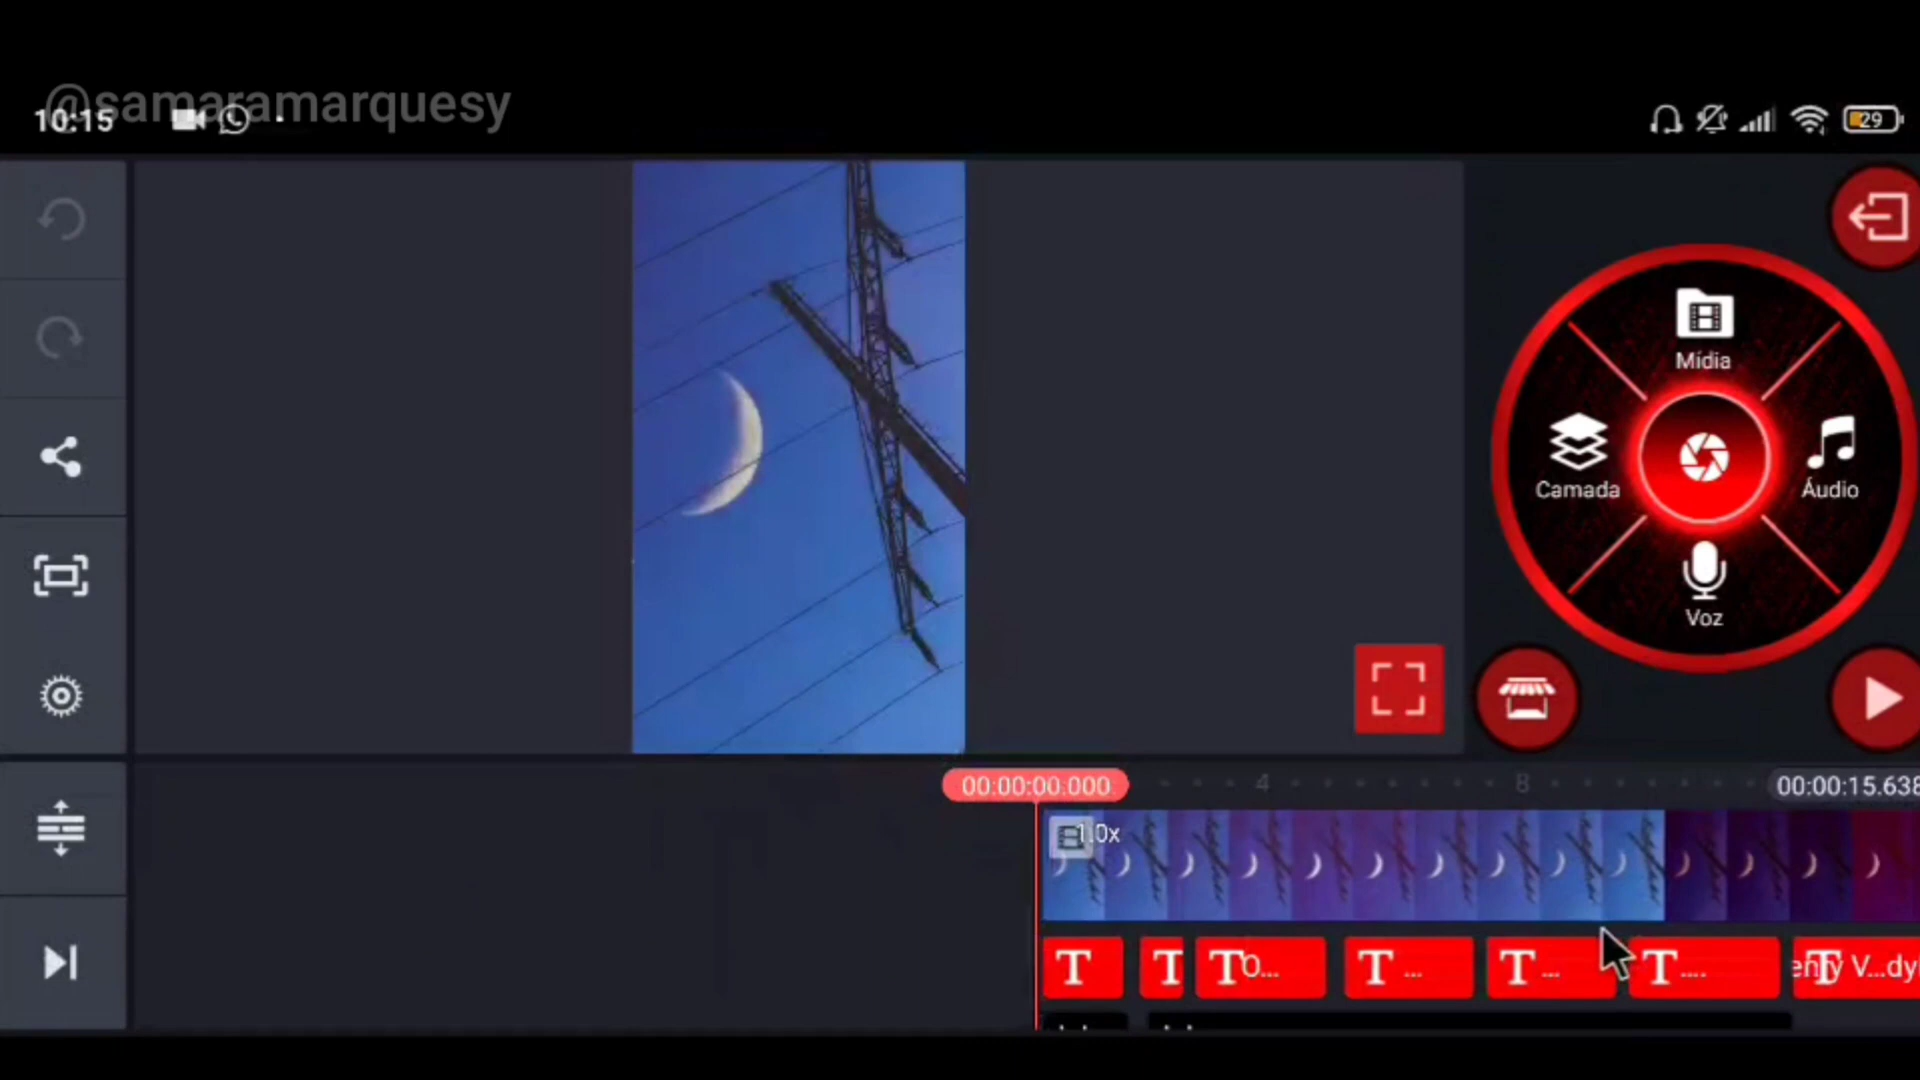 @samaramarquesy
10:15
29
Mídia
Camada
Áudio
Voz
00:00:00.000
4
8
00:00:15.638
1.0x
T
T
T O...
T ...
T ...
T ....
T V...dy